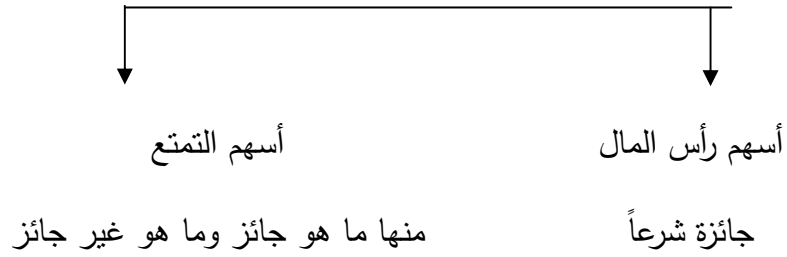 أسهم رأس المال
أسهم التمتع
جائزة شرعاً
منها ما هو جائز وما هو غير جائز